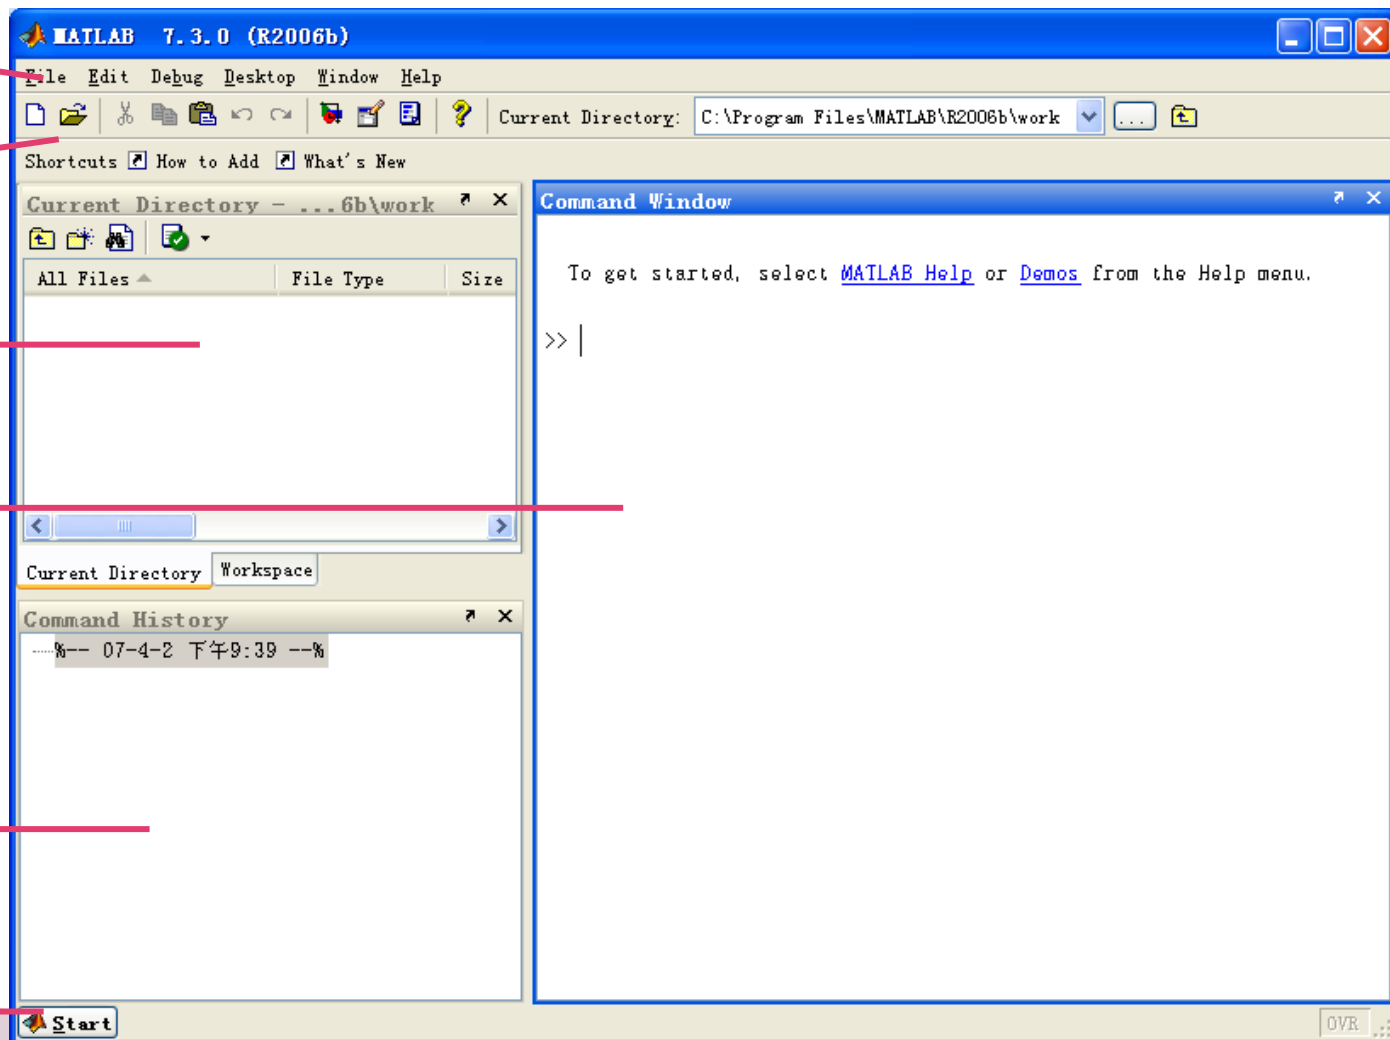 MATLAB 7.3.0 (R2006b)
File Edit Debug Desktop Window Help
Current Directory: C:\Program Files\MATLAB\R2006b\work ...
Shortcuts How to Add What's New
Current Directory - ...6b\work
All Files File Type Size
Current Directory Workspace
Command History
%-- 07-4-2 下午9:39 --%
Command Window
To get started, select MATLAB Help or Demos from the Help menu.
>>
Start
OVR